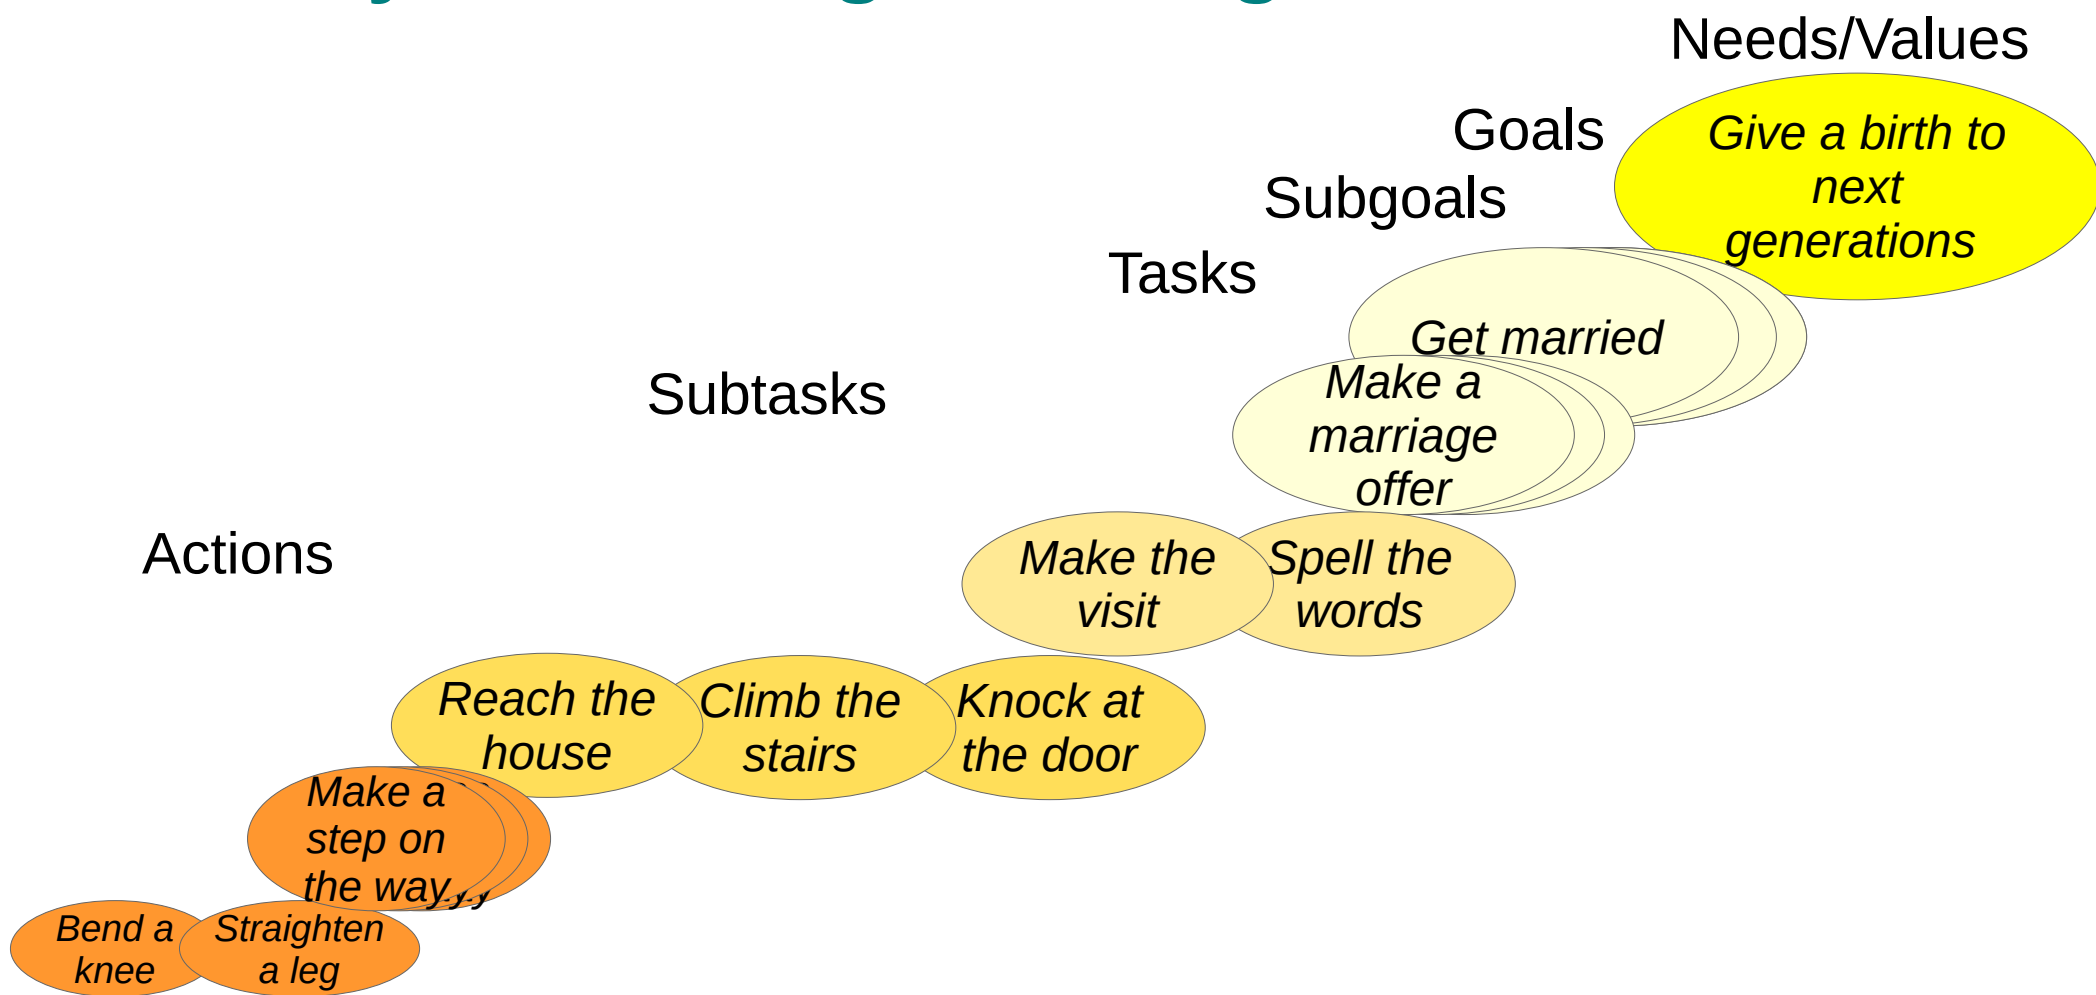 Needs/Values
Goals
Give a birth to
next
generations
Subgoals
Tasks
Get married
Subtasks
Make a
marriage
offer
Actions
Make the
visit
Spell the
words
Reach the
house
Climb the
stairs
Knock at
the door
Make a
step on
the way
Bend a
knee
Straighten
a leg